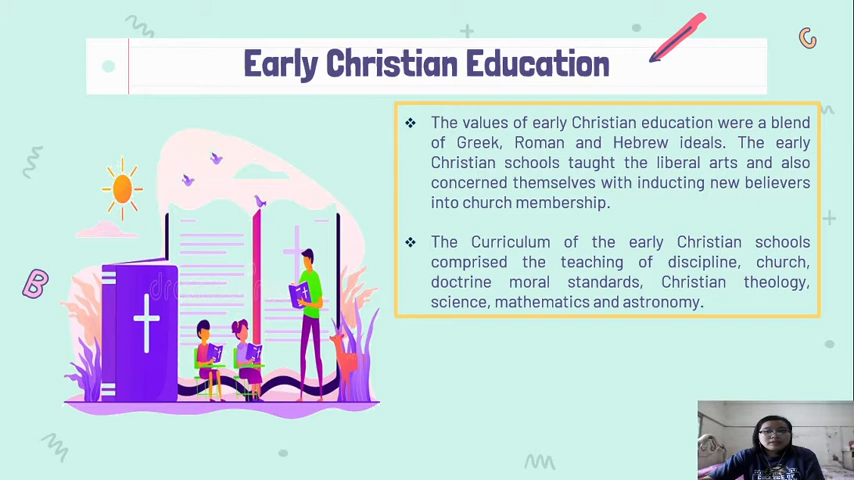 Early Christian Education
C
❖ The values of early Christian education were a blend
of Greek, Roman and Hebrew ideals. The early
Christian schools taught the liberal arts and also
concerned themselves with inducting new believers
into church membership.
❖ The Curriculum of the early Christian schools
comprised the teaching of discipline, church,
doctrine moral standards, Christian theology,
science, mathematics and astronomy.
B